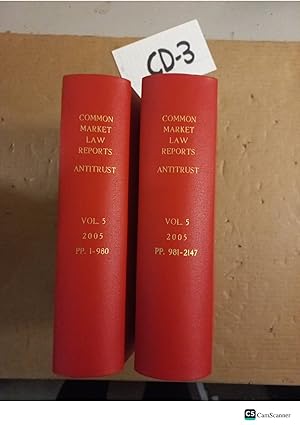 CD-3
COMMON
MARKET
LAW
REPORTS
ANTITRUST
VOL. 5
2005
PP. 1-980
COMMON
MARKET
LAW
REPORTS
ANTITRUST
VOL. 5
2005
PP. 981-2147
CS CamScanner